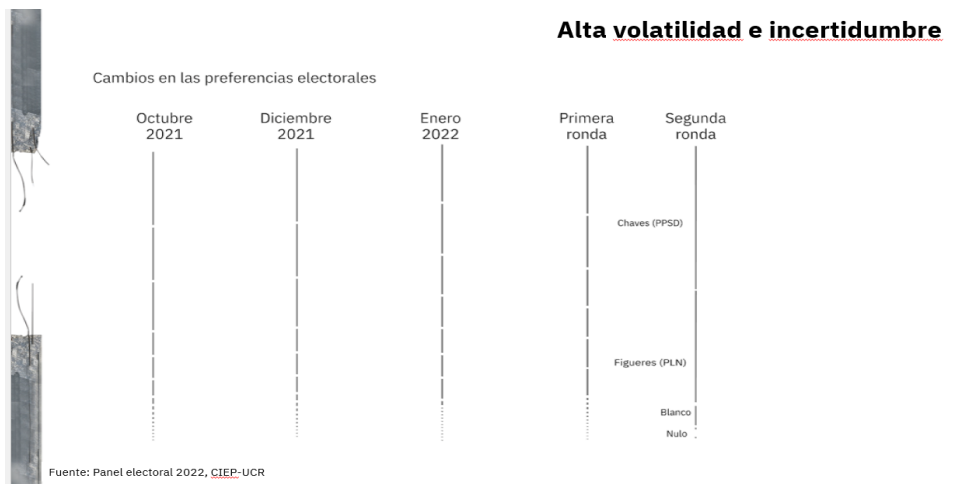 Alta volatilidad e incertidumbre
Cambios en las preferencias electorales
Octubre
2021
Diciembre
2021
Enero
2022
Primera
ronda
Segunda
ronda
Chaves (PPSD)
Figueres (PLN)
Blanco
Nulo
Fuente: Panel electoral 2022, CIEP-UCR